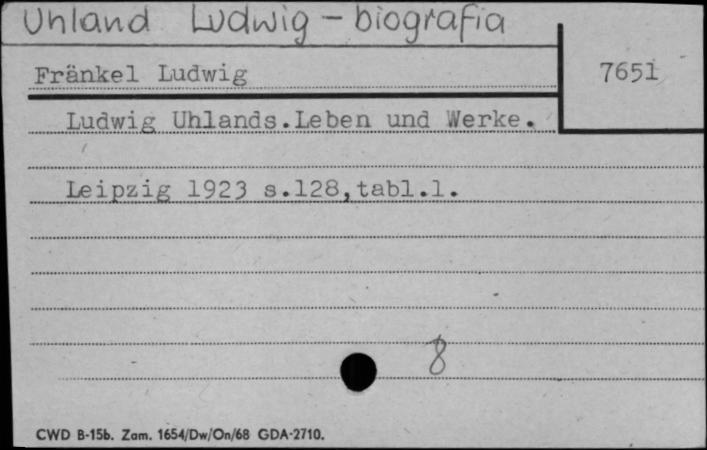 Uhland Ludwig - biografia
Fränkel Ludwig
7651
Ludwig Uhlands.Leben und Werke.
Leipzig 1923 s.128,tabl.1.
8
CWD B-15b. Zam. 1654/Dw/On/68 GDA-2710.